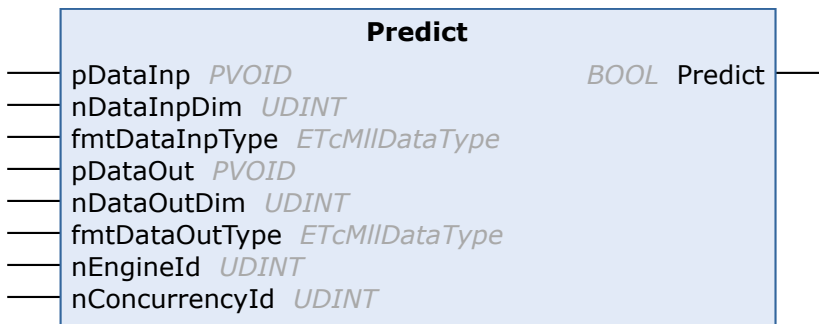 Predict
pDataInp PVOID BOOL Predict
nDataInpDim UDINT
fmtDataInpType ETcMllDataType
pDataOut PVOID
nDataOutDim UDINT
fmtDataOutType ETcMllDataType
nEngineId UDINT
nConcurrencyId UDINT